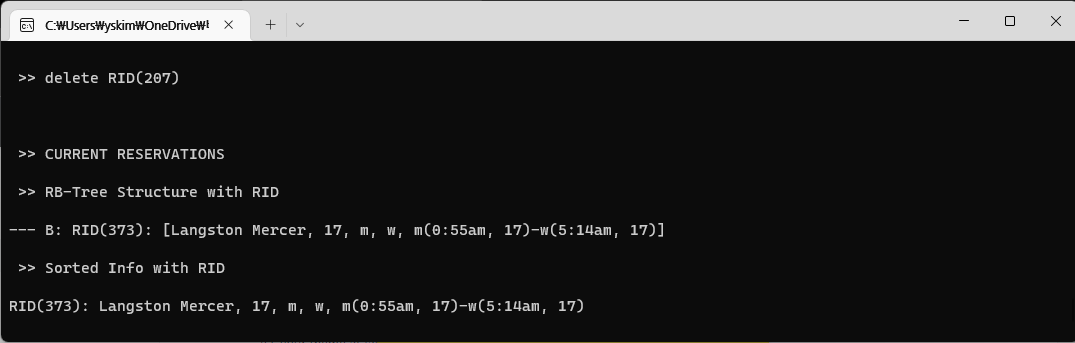 C:₩Users₩yskim₩OneDrive₩
>> delete RID(207)
>> CURRENT RESERVATIONS
>> RB-Tree Structure with RID
--- B: RID(373): [Langston Mercer, 17, m, w, m(0:55am, 17)-w(5:14am, 17)]
>> Sorted Info with RID
RID(373): Langston Mercer, 17, m, w, m(0:55am, 17)-w(5:14am, 17)